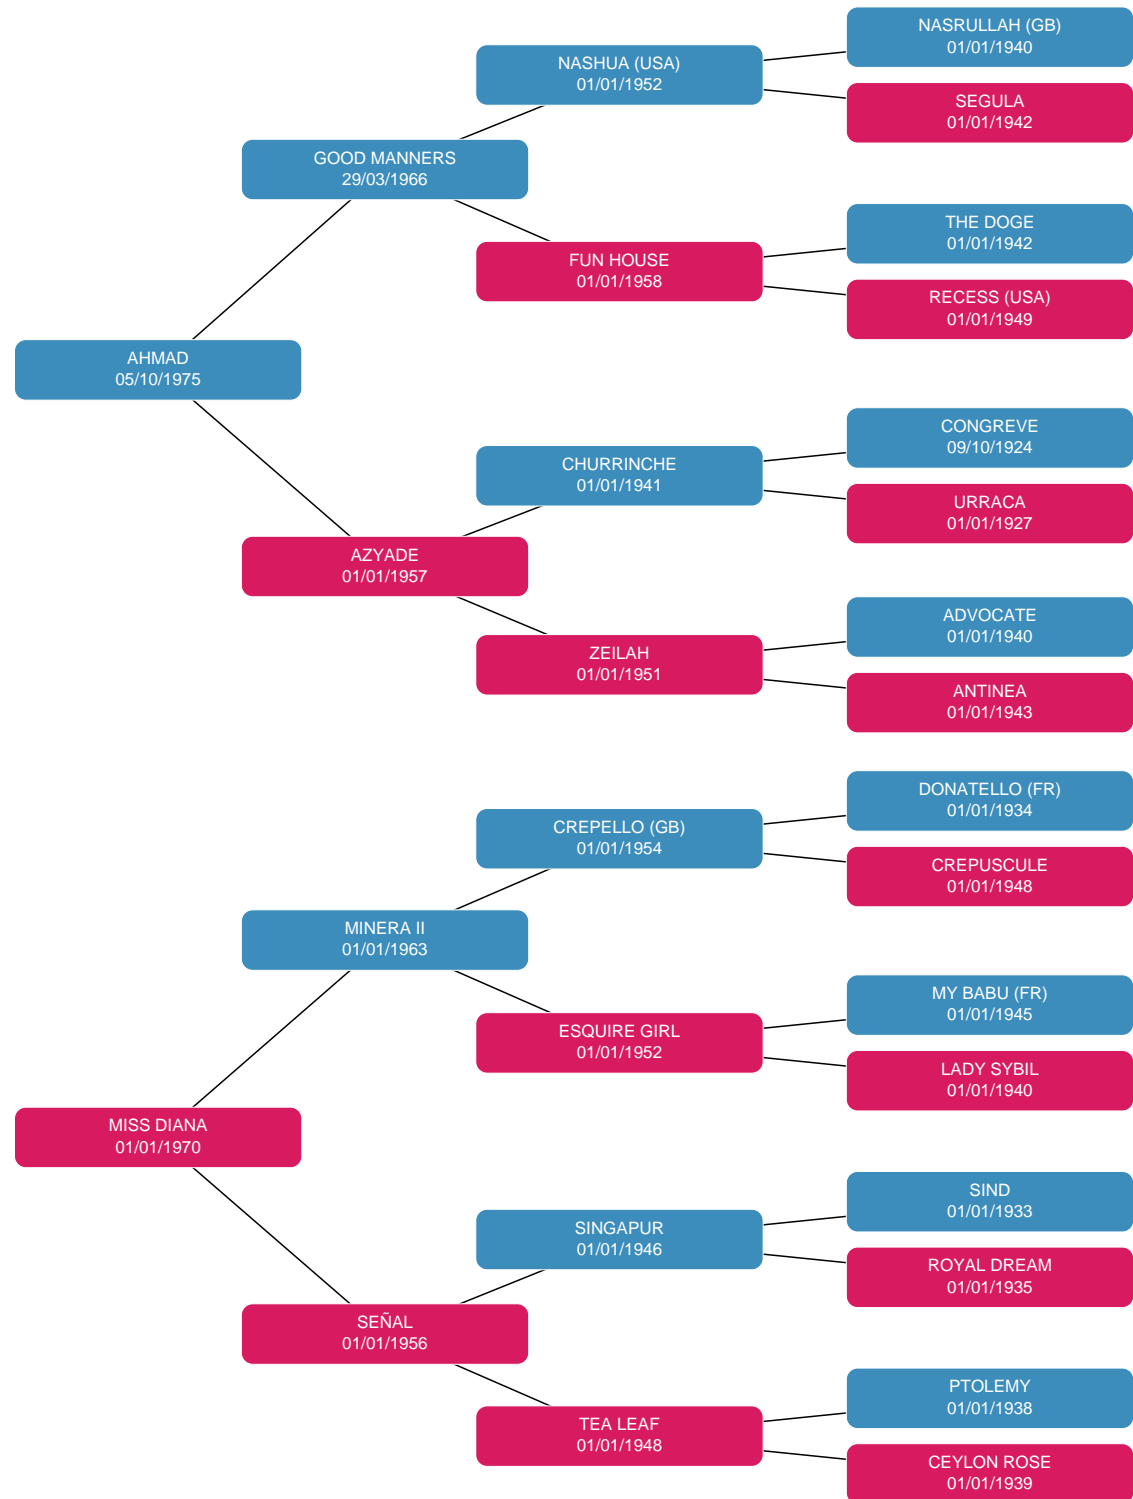 NASRULLAH (GB)
01/01/1940
NASHUA (USA)
01/01/1952
SEGULA
01/01/1942
GOOD MANNERS
29/03/1966
THE DOGE
01/01/1942
FUN HOUSE
01/01/1958
RECESS (USA)
01/01/1949
AHMAD
05/10/1975
CONGREVE
09/10/1924
CHURRINCHE
01/01/1941
URRACA
01/01/1927
AZYADE
01/01/1957
ADVOCATE
01/01/1940
ZEILAH
01/01/1951
ANTINEA
01/01/1943
DONATELLO (FR)
01/01/1934
CREPELLO (GB)
01/01/1954
CREPUSCULE
01/01/1948
MINERA II
01/01/1963
MY BABU (FR)
01/01/1945
ESQUIRE GIRL
01/01/1952
LADY SYBIL
01/01/1940
MISS DIANA
01/01/1970
SIND
01/01/1933
SINGAPUR
01/01/1946
ROYAL DREAM
01/01/1935
SEÑAL
01/01/1956
PTOLEMY
01/01/1938
TEA LEAF
01/01/1948
CEYLON ROSE
01/01/1939